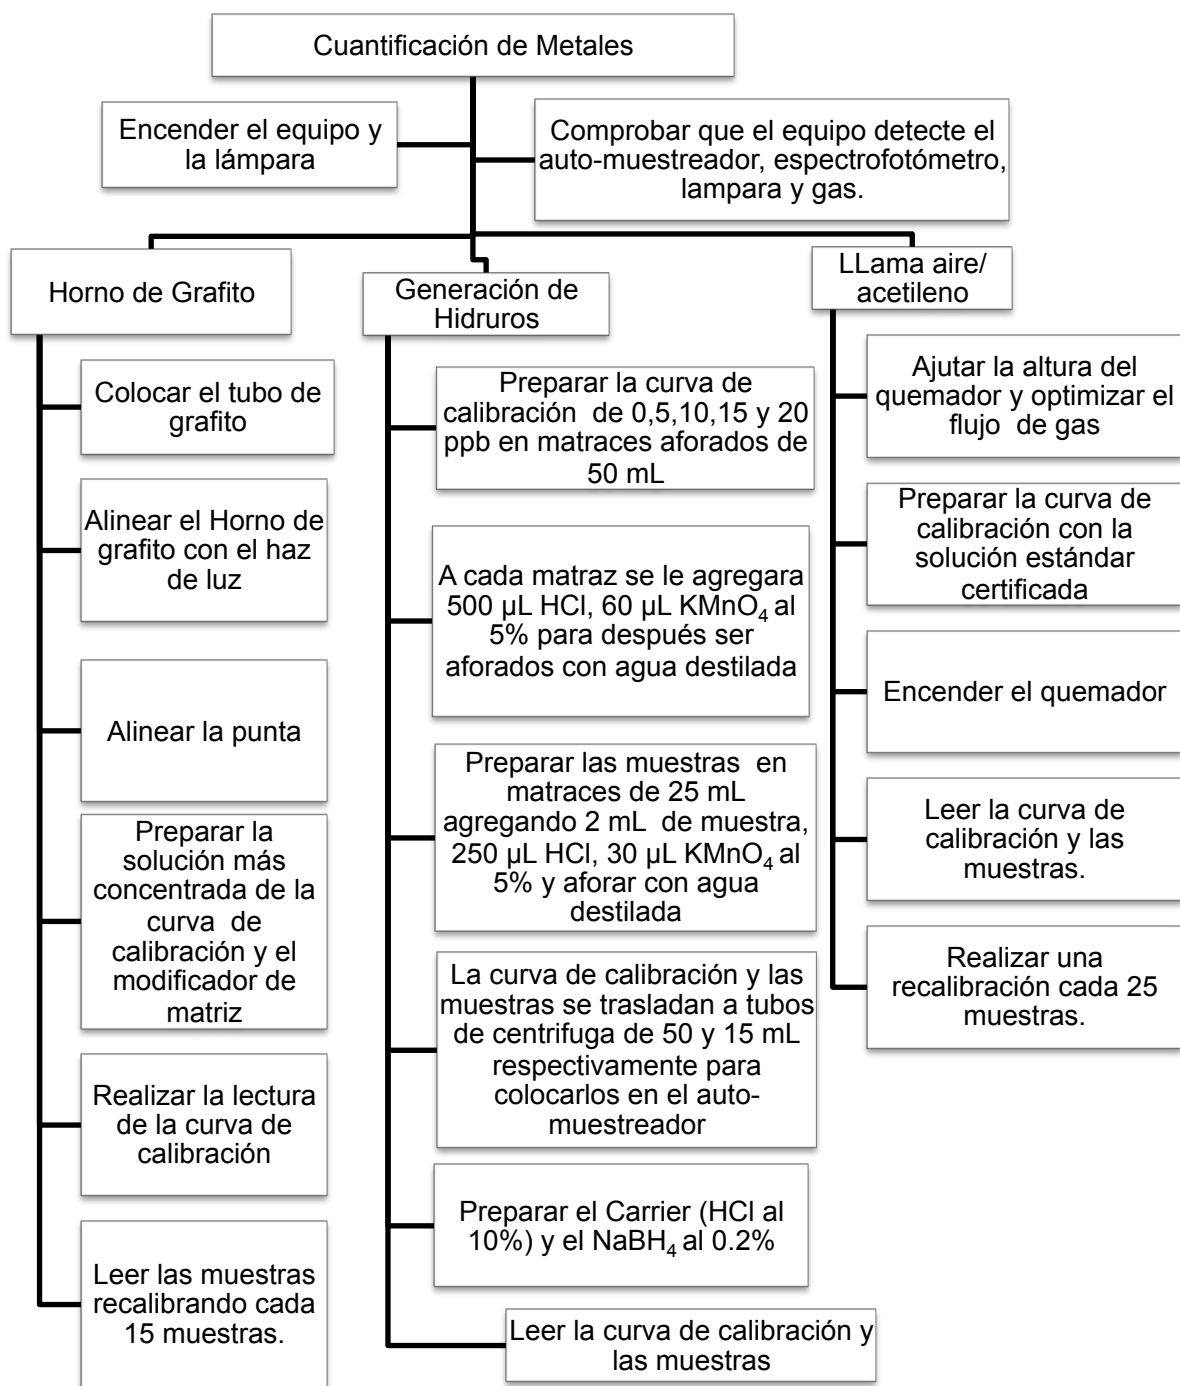 Cuantificación de Metales
Encender el equipo y
la lámpara
Comprobar que el equipo detecte el
auto-muestreador, espectrofotómetro,
lampara y gas.
Horno de Grafito
Colocar el tubo de
grafito
Alinear el Horno de
grafito con el haz
de luz
Alinear la punta
Preparar la
solución más
concentrada de la
curva de
calibración y el
modificador de
matriz
Realizar la lectura
de la curva de
calibración
Leer las muestras
recalibrando cada
15 muestras.
Generación de
Hidruros
Preparar la curva de
calibración de 0,5,10,15 y 20
ppb en matraces aforados de
50 mL
A cada matraz se le agregara
500 µL HCl, 60 µL KMnO₄ al
5% para después ser
aforados con agua destilada
Preparar las muestras en
matraces de 25 mL
agregando 2 mL de muestra,
250 µL HCl, 30 µL KMnO₄ al
5% y aforar con agua
destilada
La curva de calibración y las
muestras se trasladan a tubos
de centrifuga de 50 y 15 mL
respectivamente para
colocarlos en el auto-
muestreador
Preparar el Carrier (HCl al
10%) y el NaBH₄ al 0.2%
Leer la curva de calibración y
las muestras
LLama aire/
acetileno
Ajutar la altura del
quemador y optimizar el
flujo de gas
Preparar la curva de
calibración con la
solución estándar
certificada
Encender el quemador
Leer la curva de
calibración y las
muestras.
Realizar una
recalibración cada 25
muestras.